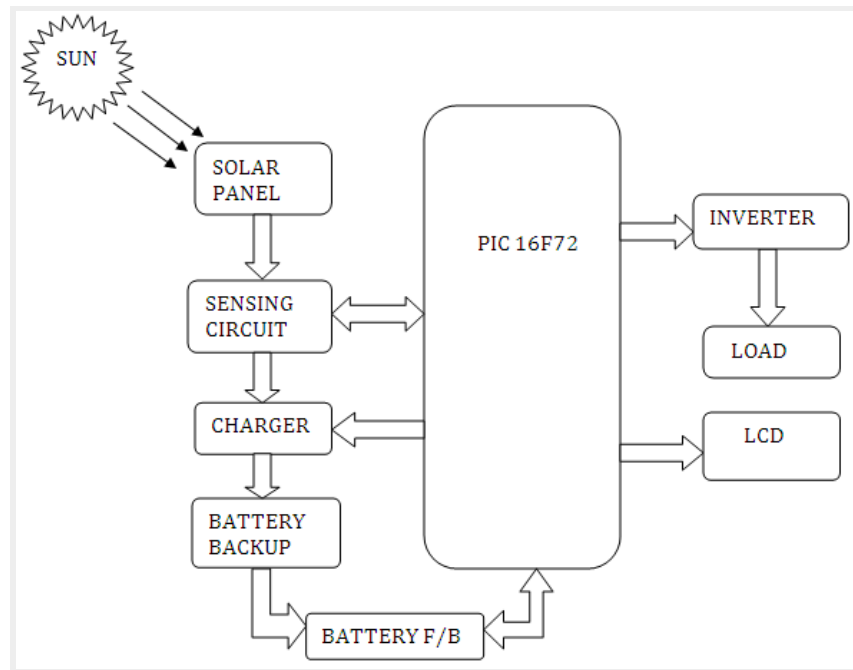 SUN
SOLAR
PANEL
SENSING
CIRCUIT
CHARGER
BATTERY
BACKUP
BATTERY F/B
PIC 16F72
INVERTER
LOAD
LCD